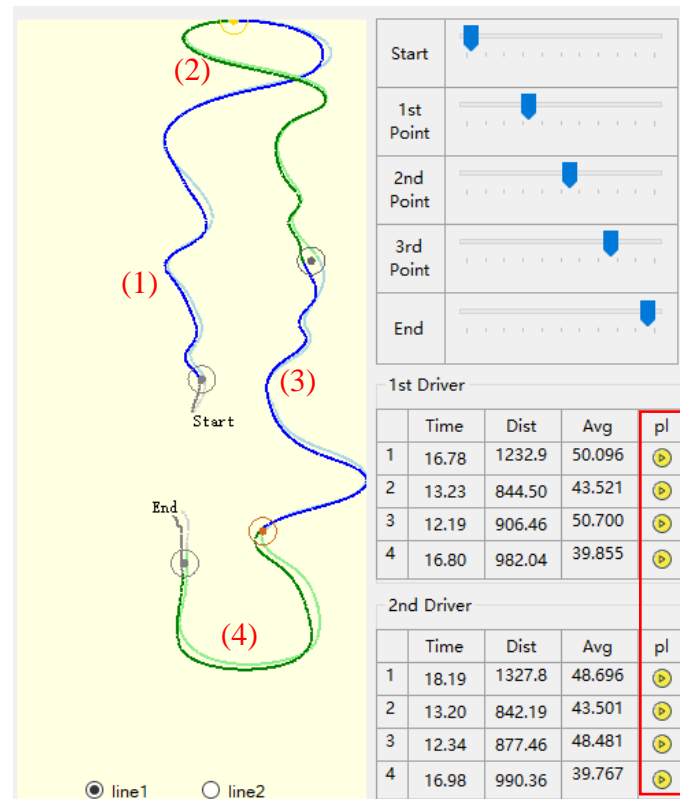 (2)
(1)
(3)
Start
End
(4)
line1 line2
Start
1st
Point
2nd
Point
3rd
Point
End
1st Driver
Time Dist Avg pl
1 16.78 1232.9 50.096
2 13.23 844.50 43.521
3 12.19 906.46 50.700
4 16.80 982.04 39.855
2nd Driver
Time Dist Avg pl
1 18.19 1327.8 48.696
2 13.20 842.19 43.501
3 12.34 877.46 48.481
4 16.98 990.36 39.767